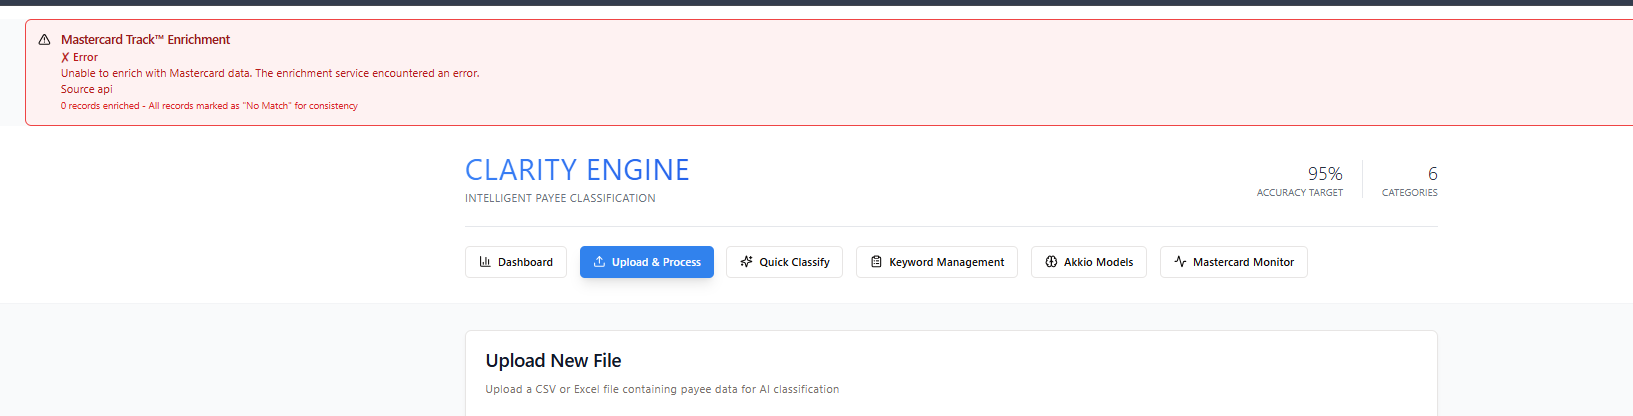 Mastercard Track™ Enrichment
✗ Error
Unable to enrich with Mastercard data. The enrichment service encountered an error.
Source api
0 records enriched - All records marked as "No Match" for consistency
CLARITY ENGINE
INTELLIGENT PAYEE CLASSIFICATION
95%
ACCURACY TARGET
6
CATEGORIES
Dashboard
Upload & Process
Quick Classify
Keyword Management
Akkio Models
Mastercard Monitor
Upload New File
Upload a CSV or Excel file containing payee data for AI classification